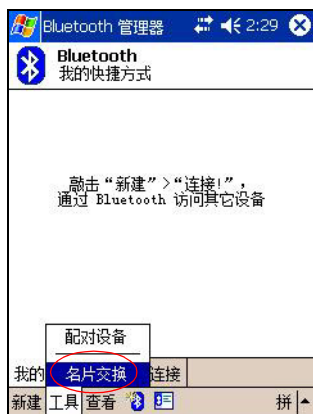 Bluetooth 管理器 2:29
Bluetooth
我的快捷方式
敲击“新建”>“连接!”,
通过 Bluetooth 访问其它设备
配对设备
名片交换
我的 连接
新建 工具 查看 拼